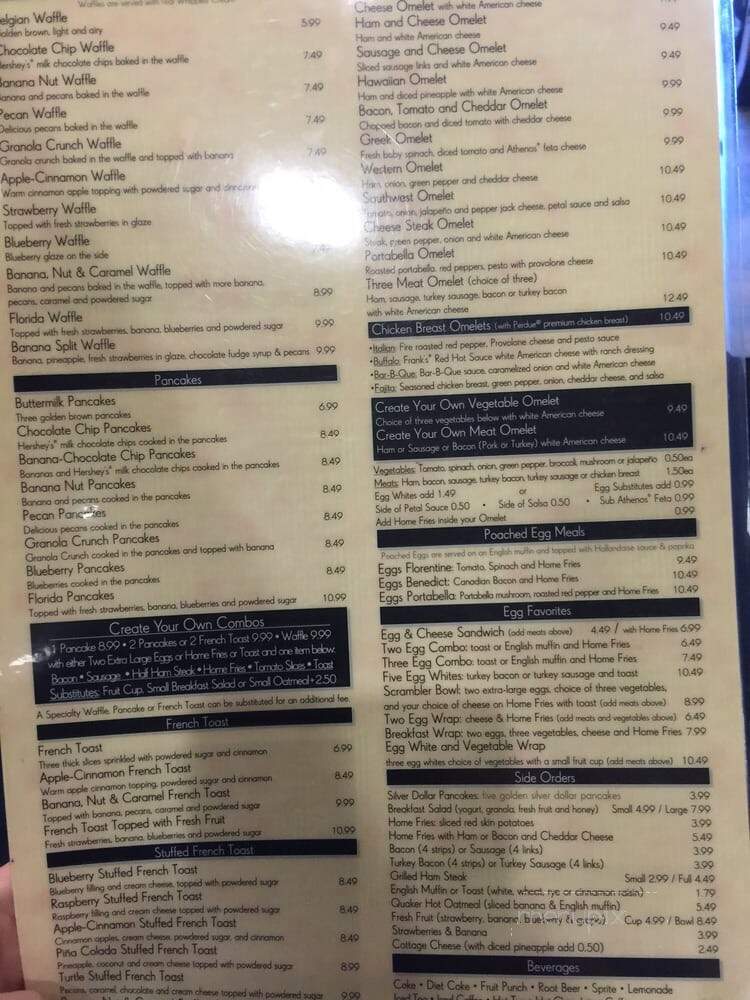 Waffles are served with real whipped cream
elgian Waffle 5.99
olden brown, light and airy
Chocolate Chip Waffle 7.49
ershey's® milk chocolate chips baked in the waffle
Banana Nut Waffle 7.49
anana and pecans baked in the waffle
Pecan Waffle 7.49
Delicious pecans baked in the waffle
Granola Crunch Waffle 7.49
Granola crunch baked in the waffle and topped with banana
Apple-Cinnamon Waffle
Warm cinnamon apple topping with powdered sugar and cinnamon
Strawberry Waffle
Topped with fresh strawberries in glaze
Blueberry Waffle 7.49
Blueberry glaze on the side
Banana, Nut & Caramel Waffle
Banana and pecans baked in the waffle, topped with more banana,
pecans, caramel and powdered sugar 8.99
Florida Waffle
Topped with fresh strawberries, banana, blueberries and powdered sugar 9.99
Banana Split Waffle
Banana, pineapple, fresh strawberries in glaze, chocolate fudge syrup & pecans 9.99
Pancakes
Buttermilk Pancakes
Three golden brown pancakes 6.99
Chocolate Chip Pancakes
Hershey's® milk chocolate chips cooked in the pancakes 8.49
Banana-Chocolate Chip Pancakes
Bananas and Hershey's® milk chocolate chips cooked in the pancakes 8.49
Banana Nut Pancakes
Banana and pecans cooked in the pancakes 8.49
Pecan Pancakes
Delicious pecans cooked in the pancakes 8.49
Granola Crunch Pancakes
Granola Crunch cooked in the pancakes and topped with banana 8.49
Blueberry Pancakes
Blueberries cooked in the pancakes 8.49
Florida Pancakes
Topped with fresh strawberries, banana, blueberries and powdered sugar 10.99
Create Your Own Combos
1 Pancake 8.99 • 2 Pancakes or 2 French Toast 9.99 • Waffle 9.99
with either Two Extra Large Eggs or Home Fries or Toast and one item below:
Bacon • Sausage • Half Ham Steak • Home Fries • Tomato Slices • Toast
Substitutes: Fruit Cup, Small Breakfast Salad or Small Oatmeal +2.50
A Specialty Waffle, Pancake or French Toast can be substituted for an additional fee
French Toast
French Toast
Three thick slices sprinkled with powdered sugar and cinnamon 6.99
Apple-Cinnamon French Toast
Warm apple cinnamon topping, powdered sugar and cinnamon 8.49
Banana, Nut & Caramel French Toast
Topped with banana, pecans, caramel and powdered sugar 9.99
French Toast Topped with Fresh Fruit
Fresh strawberries, banana, blueberries and powdered sugar 10.99
Stuffed French Toast
Blueberry Stuffed French Toast
Blueberry filling and cream cheese, topped with powdered sugar 8.49
Raspberry Stuffed French Toast
Raspberry filling and cream cheese topped with powdered sugar 8.49
Apple-Cinnamon Stuffed French Toast
Cinnamon apples, cream cheese, powdered sugar, and cinnamon 8.49
Piña Colada Stuffed French Toast
Pineapple, coconut and cream cheese topped with powdered sugar 8.99
Turtle Stuffed French Toast
Pecans, caramel, chocolate and cream cheese topped with powdered sugar 9.99
Cheese Omelet with white American cheese
Ham and Cheese Omelet 9.49
Ham and white American cheese
Sausage and Cheese Omelet 9.49
Sliced sausage links and white American cheese
Hawaiian Omelet 9.99
Ham and diced pineapple with white American cheese
Bacon, Tomato and Cheddar Omelet 9.99
Chopped bacon and diced tomato with cheddar cheese
Greek Omelet 9.99
Fresh baby spinach, diced tomato and Athenos® feta cheese
Western Omelet 10.49
Ham, onion, green pepper and cheddar cheese
Southwest Omelet 10.49
Tomato, onion, jalapeño and pepper jack cheese, petal sauce and salsa
Cheese Steak Omelet 10.49
Steak, green pepper, onion and white American cheese
Portabella Omelet 10.49
Roasted portabella, red peppers, pesto with provolone cheese
Three Meat Omelet (choice of three)
Ham, sausage, turkey sausage, bacon or turkey bacon
with white American cheese 12.49
Chicken Breast Omelets (with Perdue® premium chicken breast) 10.49
•Italian: Fire roasted red pepper, Provolone cheese and pesto sauce
•Buffalo: Frank's® Red Hot Sauce white American cheese with ranch dressing
•Bar-B-Que: Bar-B-Que sauce, caramelized onion and white American cheese
•Fajita: Seasoned chicken breast, green pepper, onion, cheddar cheese, and salsa
Create Your Own Vegetable Omelet
Choice of three vegetables below with white American cheese 9.49
Create Your Own Meat Omelet
Ham or Sausage or Bacon (Pork or Turkey) white American cheese 10.49
Vegetables: Tomato, spinach, onion, green pepper, broccoli, mushroom or jalapeño 0.50ea
Meats: Ham, bacon, sausage, turkey bacon, turkey sausage or chicken breast 1.50ea
Egg Whites add 1.49 or Egg Substitutes add 0.99
Side of Petal Sauce 0.50 • Side of Salsa 0.50 • Sub Athenos® Feta 0.99
Add Home Fries inside your Omelet 0.99
Poached Egg Meals
Poached Eggs are served on an English muffin and topped with Hollandaise sauce & paprika
Eggs Florentine: Tomato, Spinach and Home Fries 9.49
Eggs Benedict: Canadian Bacon and Home Fries 10.49
Eggs Portabella: Portabella mushroom, roasted red pepper and Home Fries 10.49
Egg Favorites
Egg & Cheese Sandwich (add meats above) 4.49 / with Home Fries 6.99
Two Egg Combo: toast or English muffin and Home Fries 6.49
Three Egg Combo: toast or English muffin and Home Fries 7.49
Five Egg Whites: turkey bacon or turkey sausage and toast 10.49
Scrambler Bowl: two extra-large eggs, choice of three vegetables,
and your choice of cheese on Home Fries with toast (add meats above) 8.99
Two Egg Wrap: cheese & Home Fries (add meats and vegetables above) 6.49
Breakfast Wrap: two eggs, three vegetables, cheese and Home Fries 7.99
Egg White and Vegetable Wrap
three egg whites choice of vegetables with a small fruit cup (add meats above) 10.49
Side Orders
Silver Dollar Pancakes: five golden silver dollar pancakes 3.99
Breakfast Salad (yogurt, granola, fresh fruit and honey) Small 4.99 / Large 7.99
Home Fries: sliced red skin potatoes 3.99
Home Fries with Ham or Bacon and Cheddar Cheese 5.49
Bacon (4 strips) or Sausage (4 links) 3.99
Turkey Bacon (4 strips) or Turkey Sausage (4 links) 3.99
Grilled Ham Steak Small 2.99 / Full 4.49
English Muffin or Toast (white, wheat, rye or cinnamon raisin) 1.79
Quaker Hot Oatmeal (sliced banana & English muffin) 5.49
Fresh Fruit (strawberry, banana, blueberry & grapes) Cup 4.99 / Bowl 8.49
Strawberries & Banana 3.99
Cottage Cheese (with diced pineapple add 0.50) 2.49
Beverages
Coke • Diet Coke • Fruit Punch • Root Beer • Sprite • Lemonade